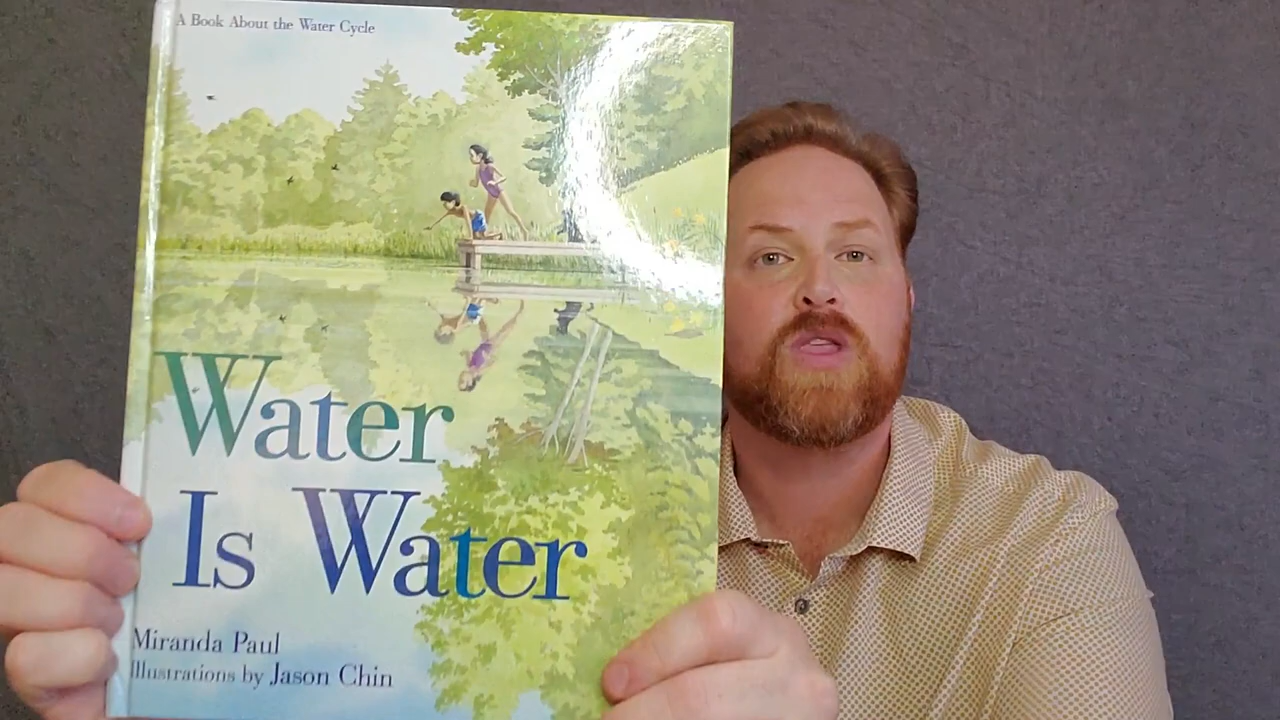 A Book About the Water Cycle
Water
Is Water
Miranda Paul
Illustrations by Jason Chin